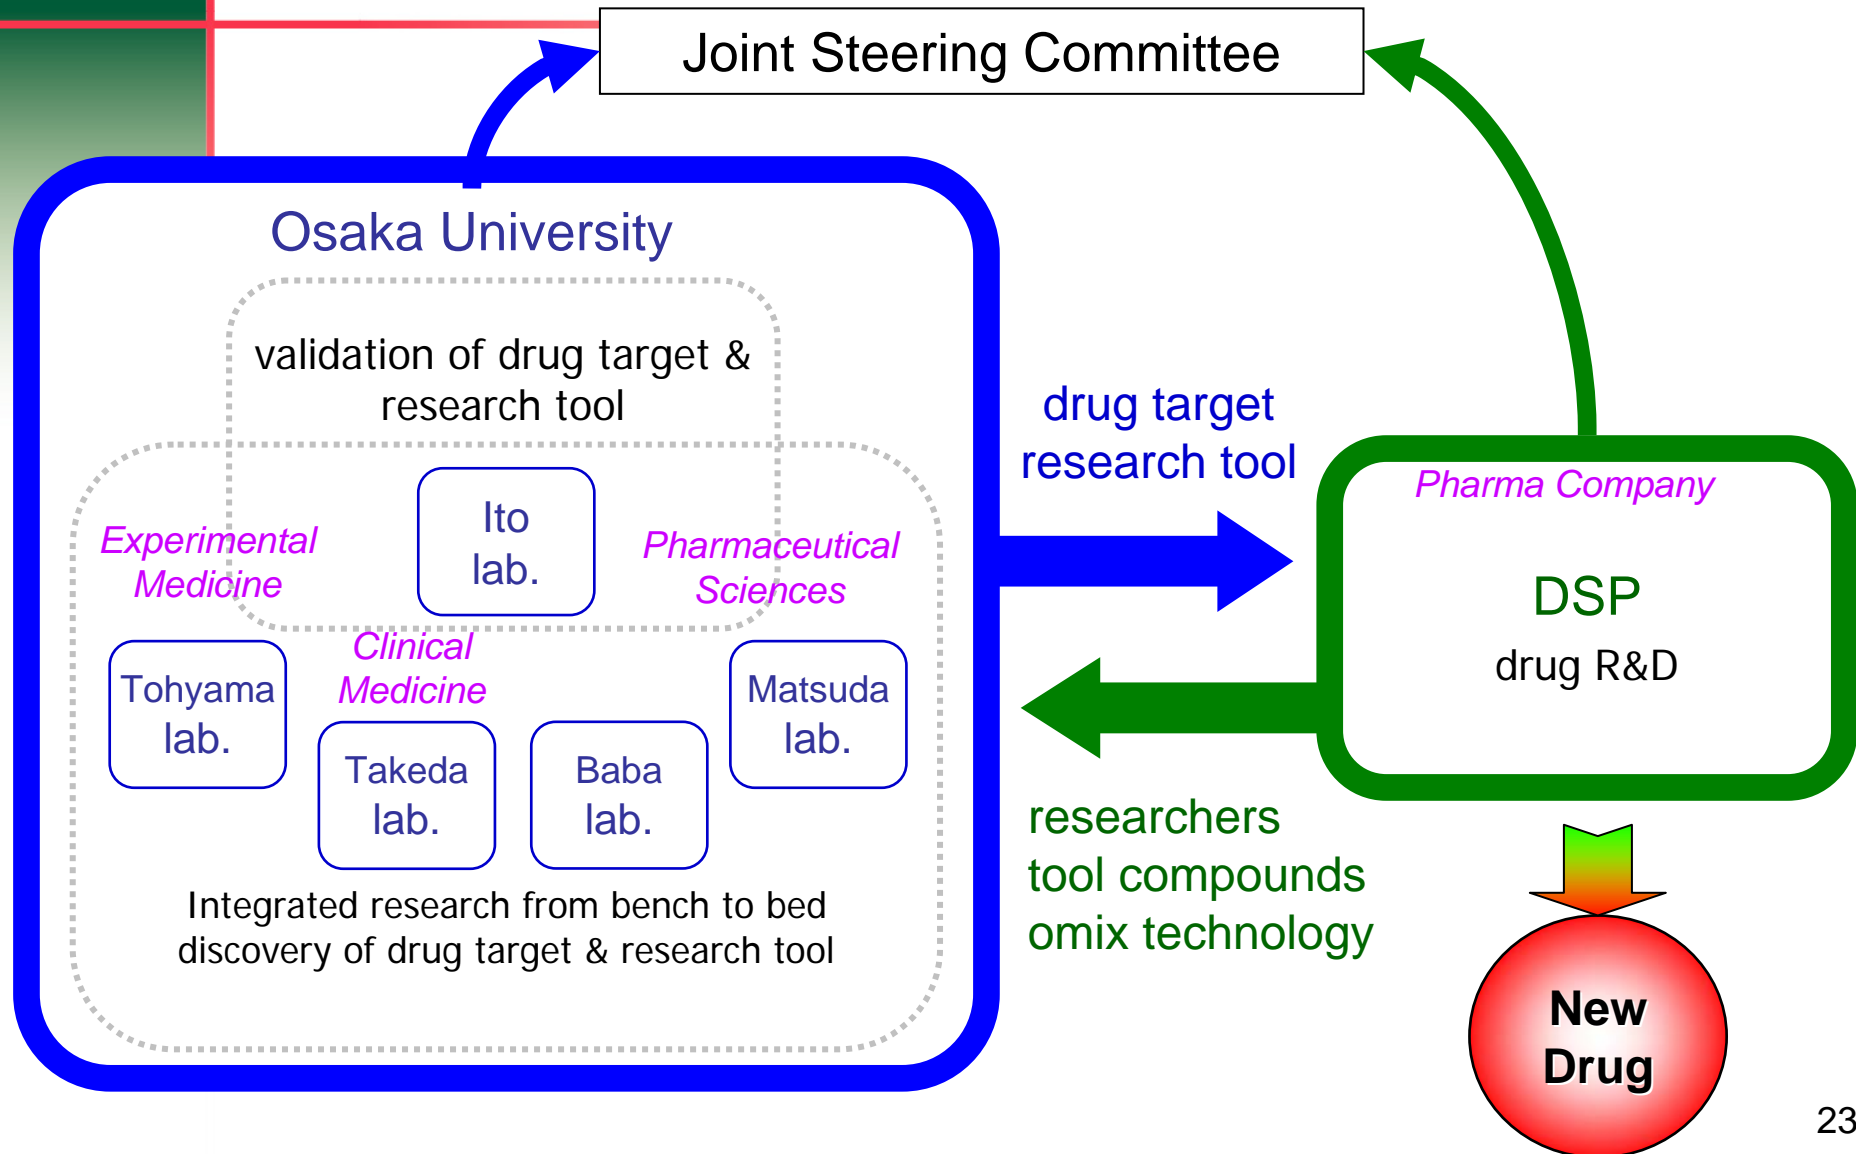 Joint Steering Committee
Osaka University
validation of drug target &
research tool
Ito
lab.
Experimental
Medicine
Pharmaceutical
Sciences
Clinical
Medicine
Tohyama
lab.
Takeda
lab.
Baba
lab.
Matsuda
lab.
Integrated research from bench to bed
discovery of drug target & research tool
drug target
research tool
researchers
tool compounds
omix technology
Pharma Company
DSP
drug R&D
New
Drug
23